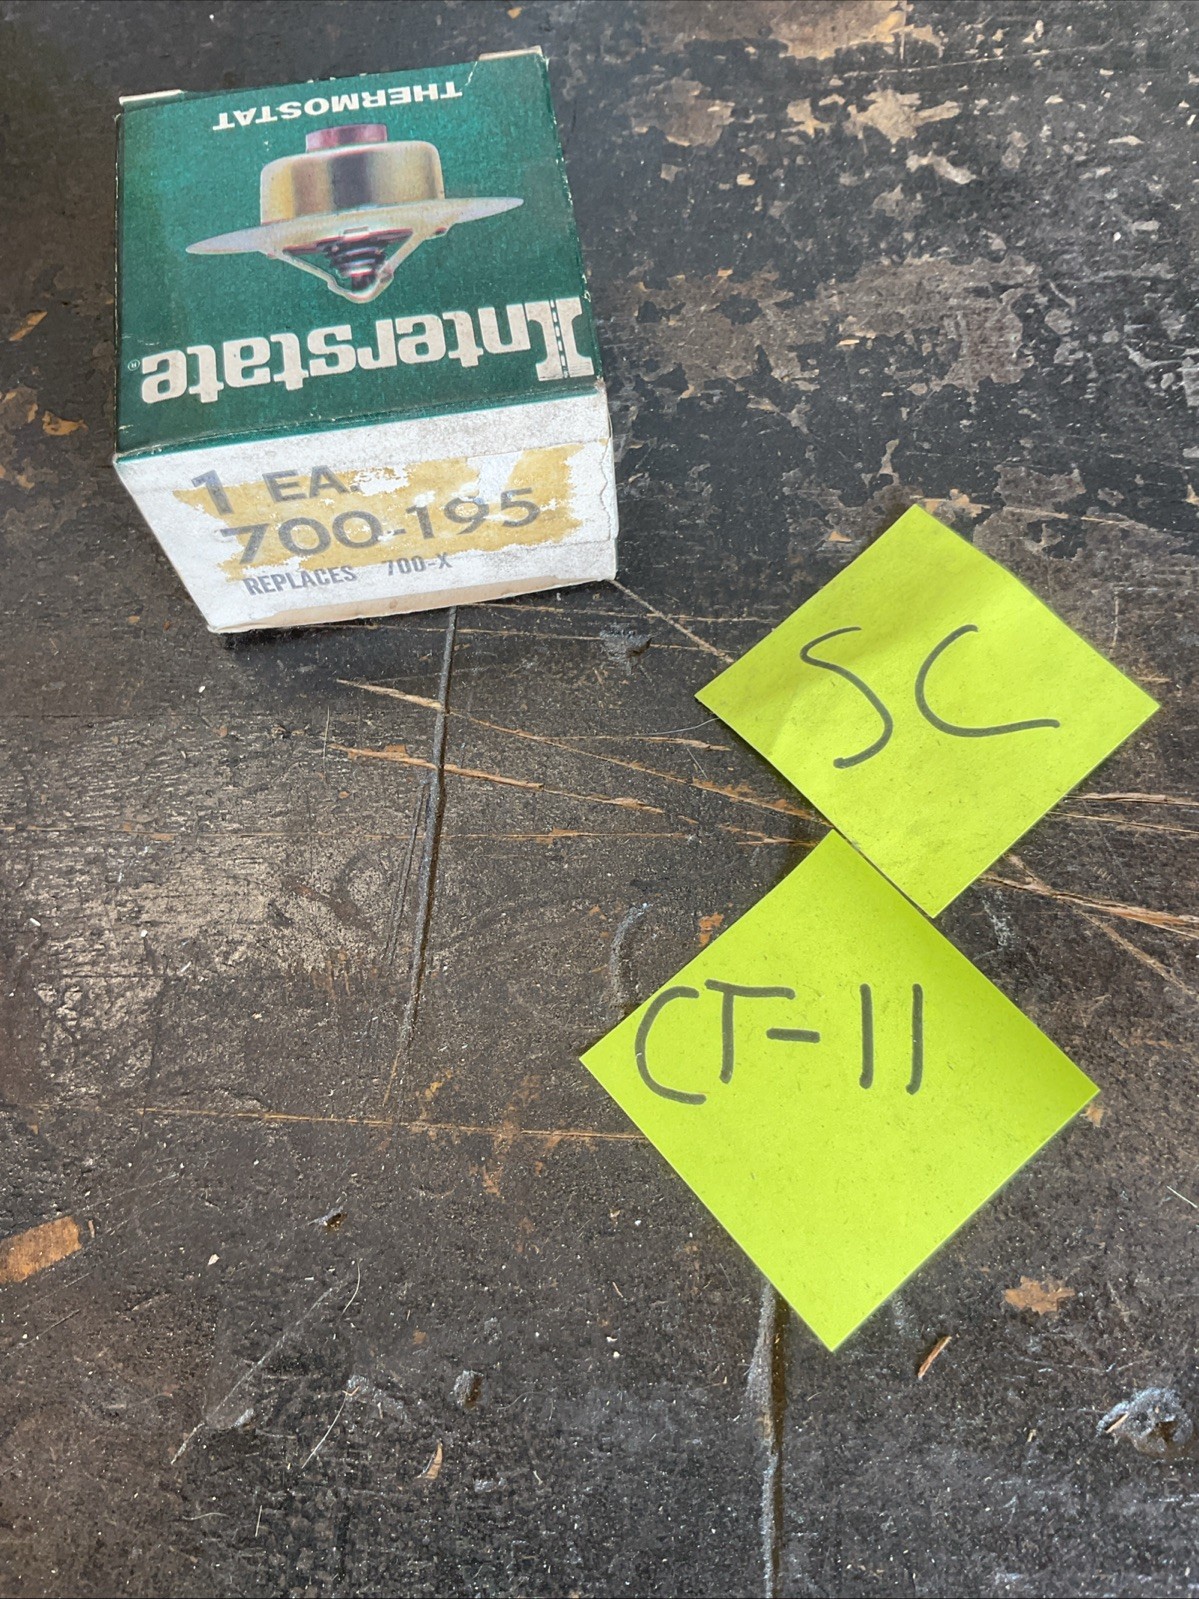 THERMOSTAT
Interstate®
1 EA.
700-195
REPLACES 700-X
SC
CT-11